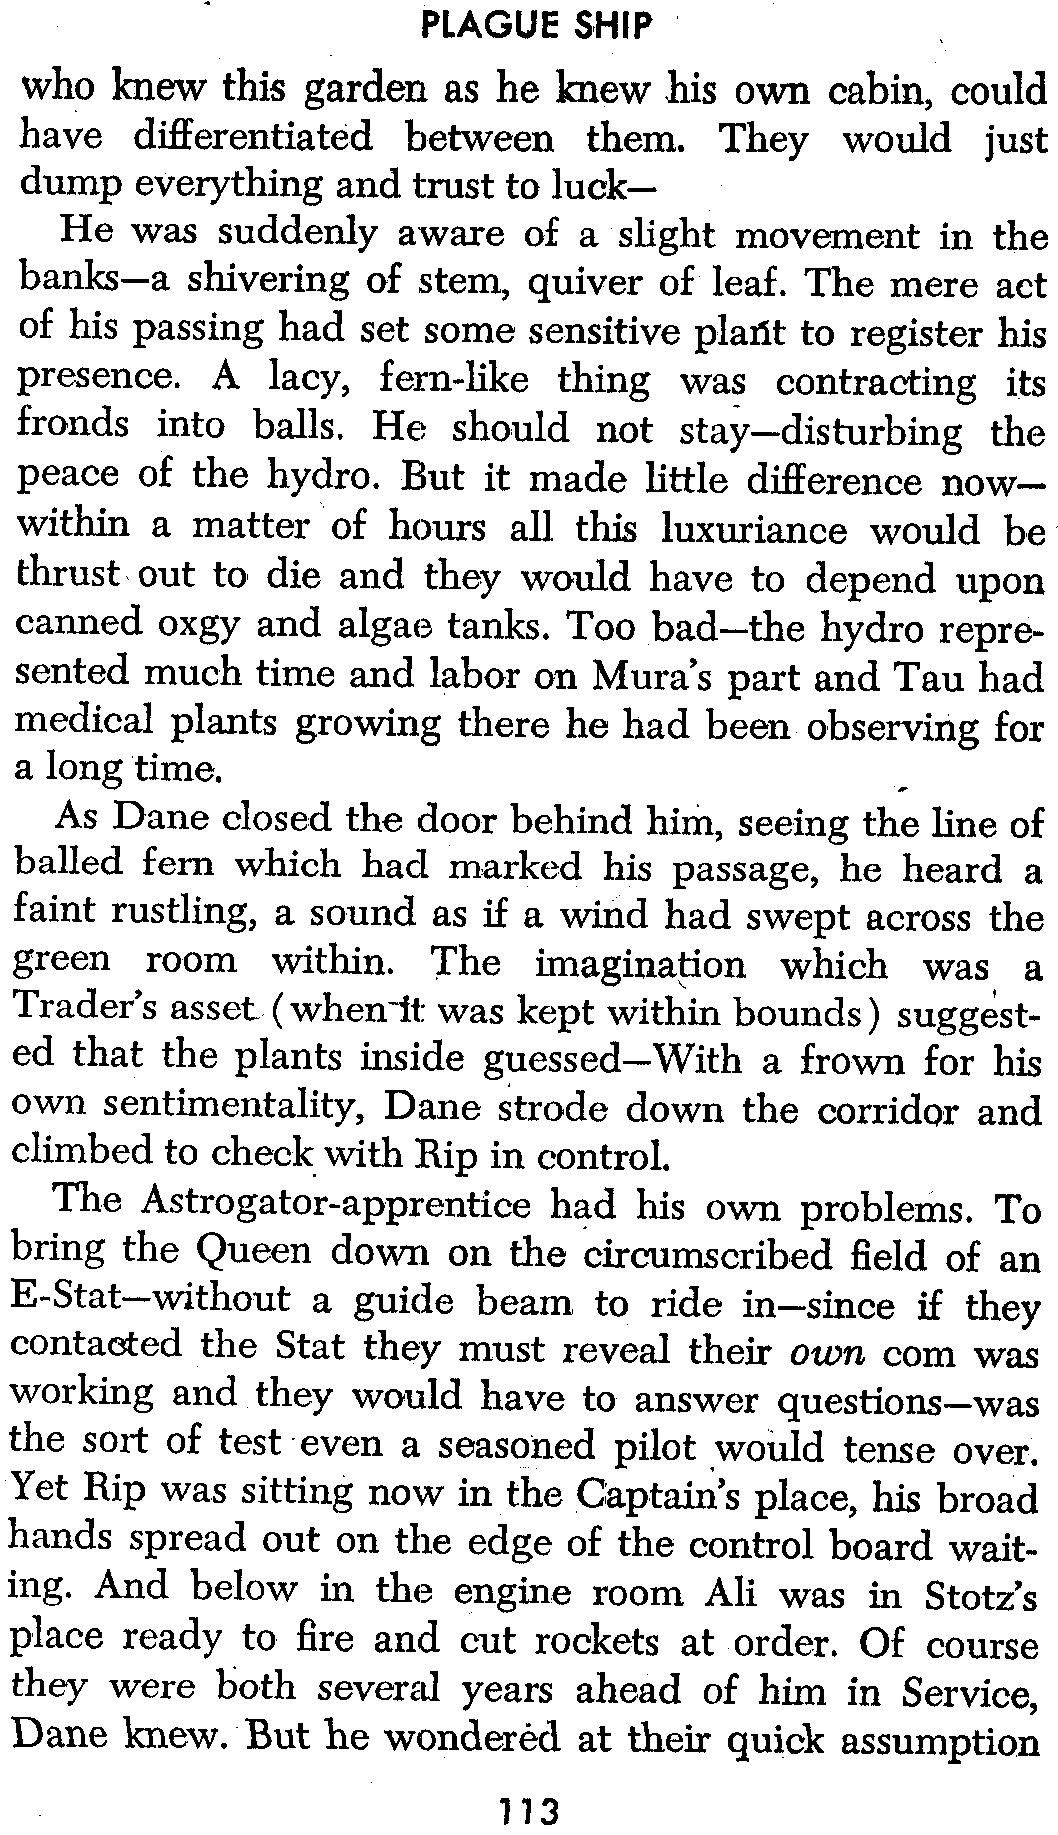 PLAGUE SHIP
who knew this garden as he knew his own cabin, could
have differentiated between them. They would just
dump everything and trust to luck—
He was suddenly aware of a slight movement in the
banks—a shivering of stem, quiver of leaf. The mere act
of his passing had set some sensitive plant to register his
presence. A lacy, fern-like thing was contracting its
fronds into balls. He should not stay—disturbing the
peace of the hydro. But it made little difference now—
within a matter of hours all this luxuriance would be
thrust out to die and they would have to depend upon
canned oxgy and algae tanks. Too bad—the hydro repre-
sented much time and labor on Mura's part and Tau had
medical plants growing there he had been observing for
a long time.
As Dane closed the door behind him, seeing the line of
balled fern which had marked his passage, he heard a
faint rustling, a sound as if a wind had swept across the
green room within. The imagination which was a
Trader's asset (when it was kept within bounds) suggest-
ed that the plants inside guessed—With a frown for his
own sentimentality, Dane strode down the corridor and
climbed to check with Rip in control.
The Astrogator-apprentice had his own problems. To
bring the Queen down on the circumscribed field of an
E-Stat—without a guide beam to ride in—since if they
contacted the Stat they must reveal their own com was
working and they would have to answer questions—was
the sort of test even a seasoned pilot would tense over.
Yet Rip was sitting now in the Captain's place, his broad
hands spread out on the edge of the control board wait-
ing. And below in the engine room Ali was in Stotz's
place ready to fire and cut rockets at order. Of course
they were both several years ahead of him in Service,
Dane knew. But he wondered at their quick assumption
113